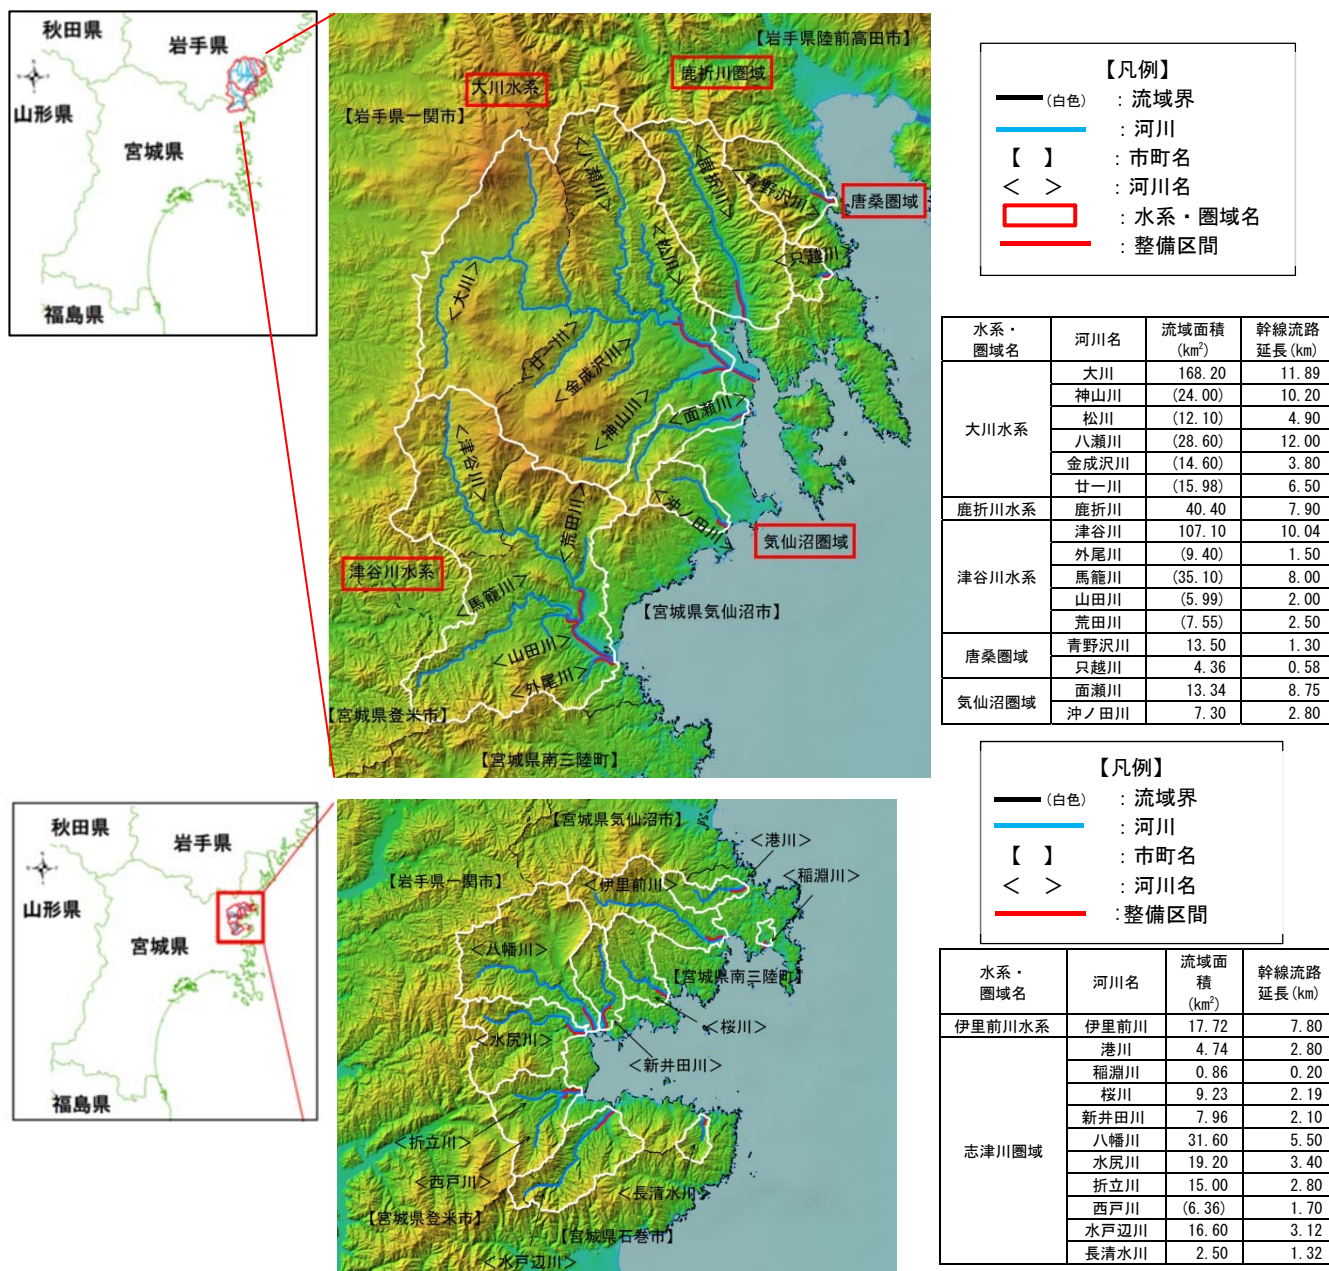 秋田県
岩手県
山形県
宮城県
福島県
【岩手県陸前高田市】
鹿折川圏域
大川水系
【岩手県一関市】
<八瀬川>
<鹿折川>
<青野沢川>
唐桑圏域
<松川>
<只越川>
<大川>
<廿一川>
<金成沢川>
<神山川>
<面瀬川>
<津谷川>
<荒田川>
<沖ノ田川>
気仙沼圏域
津谷川水系
<馬籠川>
【宮城県気仙沼市】
<山田川>
<外尾川>
【宮城県登米市】
【宮城県南三陸町】
【凡例】
(白色) : 流域界
: 河川
【 】 : 市町名
< > : 河川名
: 水系・圏域名
: 整備区間
水系・圏域名 河川名 流域面積(km²) 幹線流路延長(km)
大川水系 大川 168.20 11.89
神山川 (24.00) 10.20
松川 (12.10) 4.90
八瀬川 (28.60) 12.00
金成沢川 (14.60) 3.80
廿一川 (15.98) 6.50
鹿折川水系 鹿折川 40.40 7.90
津谷川水系 津谷川 107.10 10.04
外尾川 (9.40) 1.50
馬籠川 (35.10) 8.00
山田川 (5.99) 2.00
荒田川 (7.55) 2.50
唐桑圏域 青野沢川 13.50 1.30
只越川 4.36 0.58
気仙沼圏域 面瀬川 13.34 8.75
沖ノ田川 7.30 2.80
秋田県
岩手県
山形県
宮城県
福島県
【宮城県気仙沼市】
<港川>
【岩手県一関市】
<伊里前川>
<稲淵川>
<八幡川>
【宮城県南三陸町】
<水尻川>
<桜川>
<新井田川>
<折立川>
<西戸川>
<長清水川>
【宮城県登米市】
【宮城県石巻市】
<水戸辺川>
【凡例】
(白色) : 流域界
: 河川
【 】 : 市町名
< > : 河川名
:整備区間
水系・圏域名 河川名 流域面積(km²) 幹線流路延長(km)
伊里前川水系 伊里前川 17.72 7.80
志津川圏域 港川 4.74 2.80
稲淵川 0.86 0.20
桜川 9.23 2.19
新井田川 7.96 2.10
八幡川 31.60 5.50
水尻川 19.20 3.40
折立川 15.00 2.80
西戸川 (6.36) 1.70
水戸辺川 16.60 3.12
長清水川 2.50 1.32